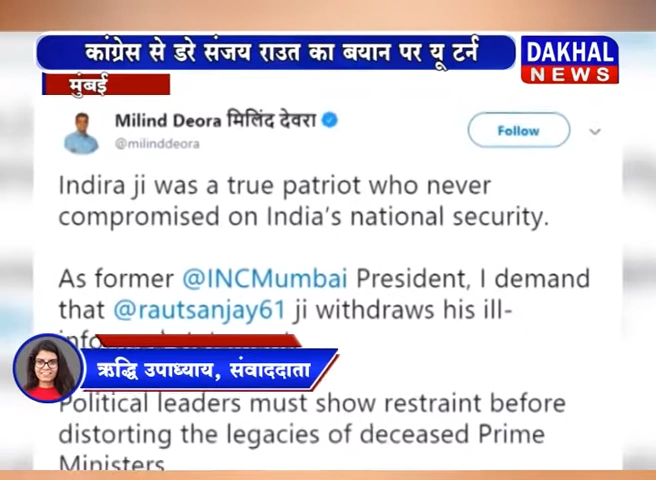 कांग्रेस से डरे संजय राउत का बयान पर यू टर्न
DAKHAL
NEWS
मुंबई
Milind Deora मिलिंद देवरा
@milinddeora
Follow
Indira ji was a true patriot who never
compromised on India's national security.
As former @INCMumbai President, I demand
that @rautsanjay61 ji withdraws his ill-
ऋद्धि उपाध्याय, संवाददाता
Political leaders must show restraint before
distorting the legacies of deceased Prime
Ministers